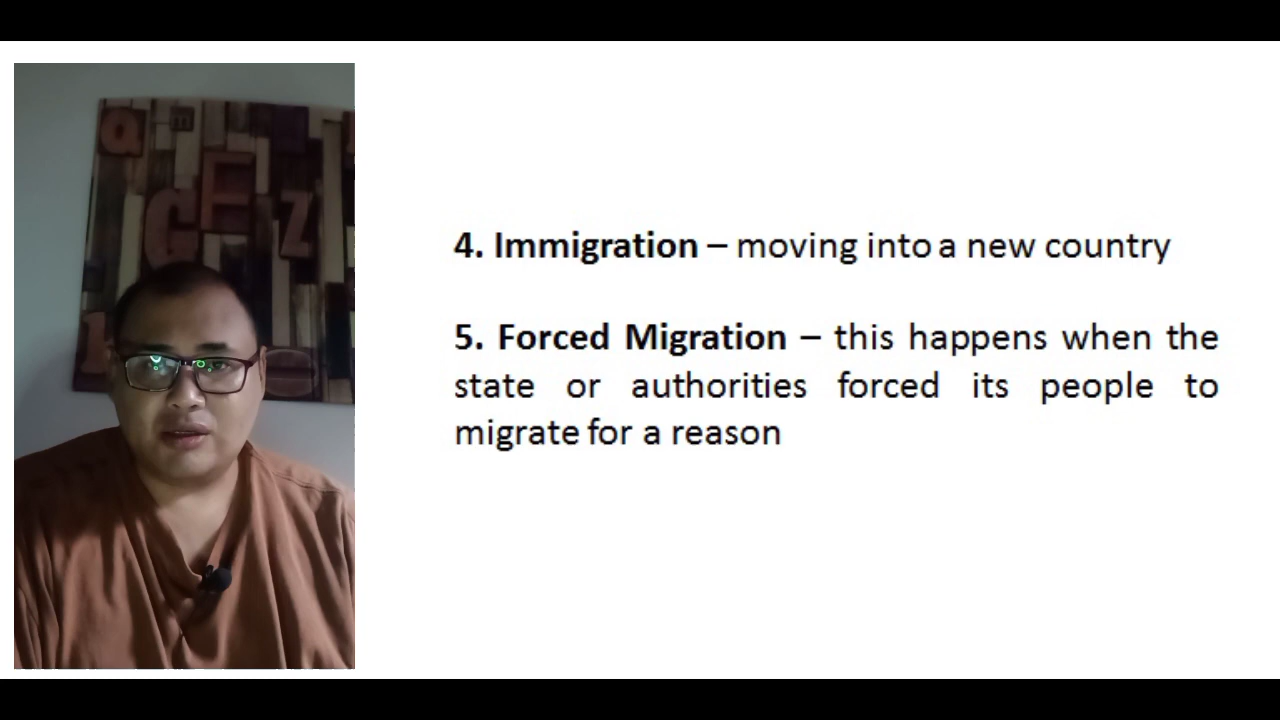 a m
E
G Z
4. Immigration – moving into a new country
5. Forced Migration – this happens when the
state or authorities forced its people to
migrate for a reason